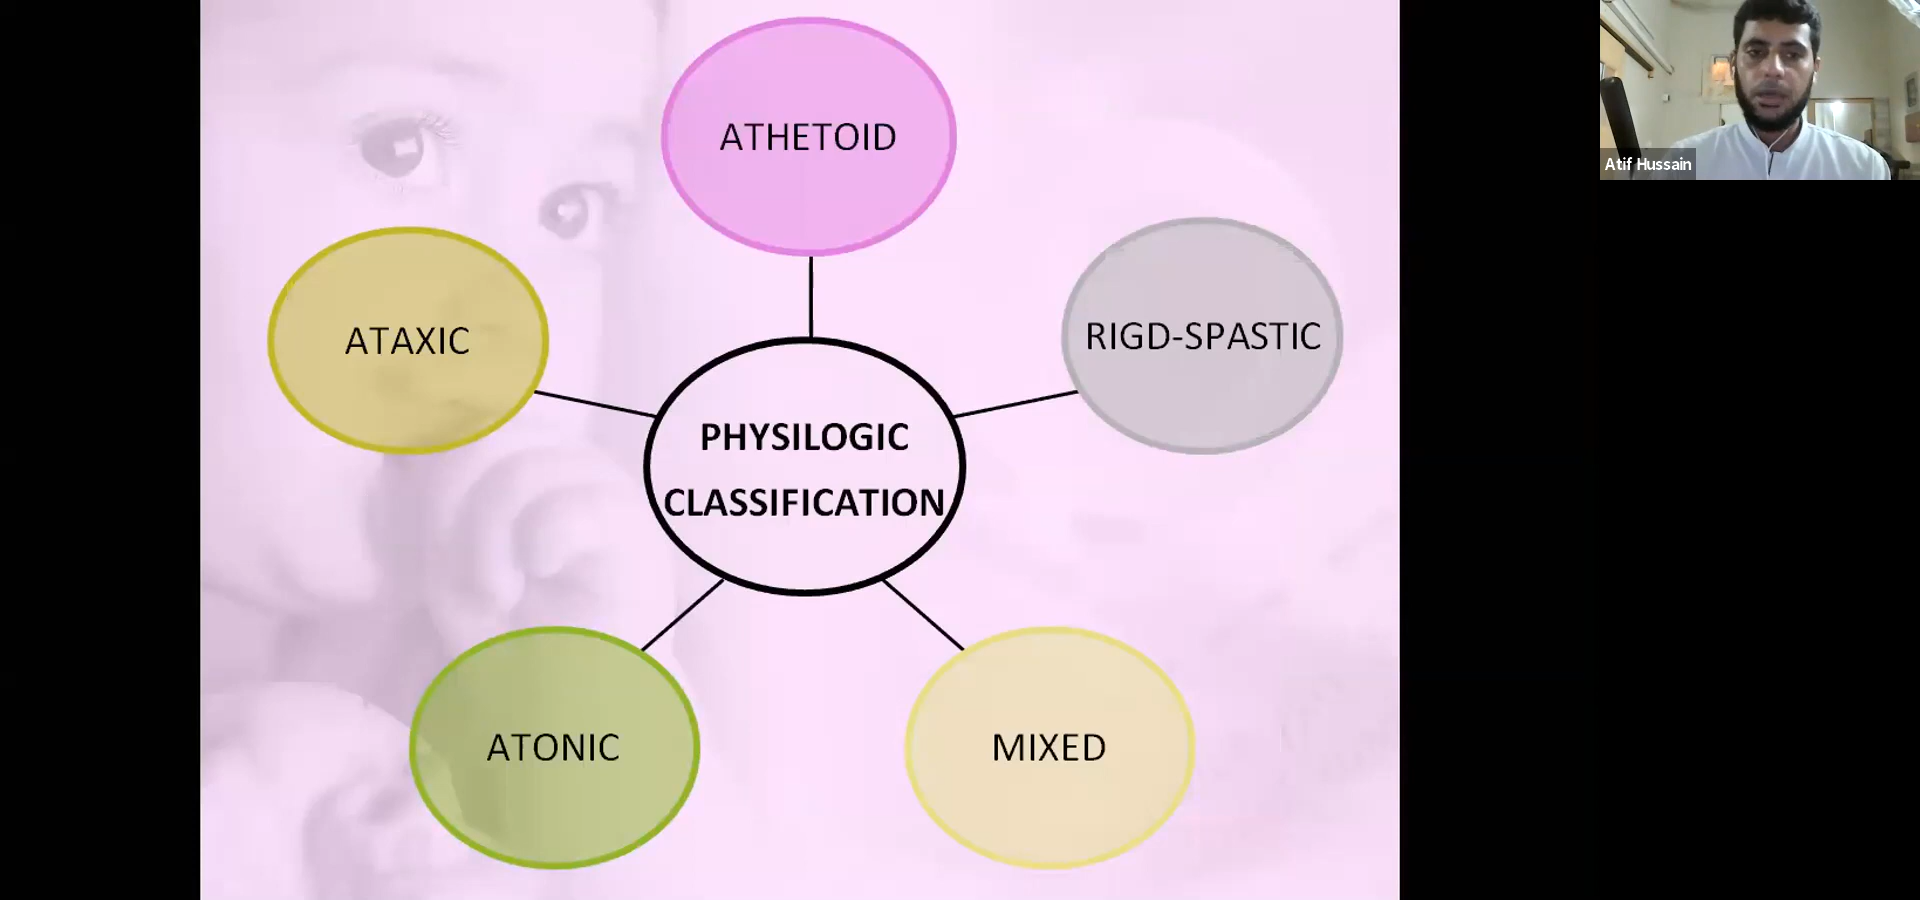 ATHETOID
Atif Hussain
ATAXIC
RIGD-SPASTIC
PHYSILOGIC
CLASSIFICATION
ATONIC
MIXED